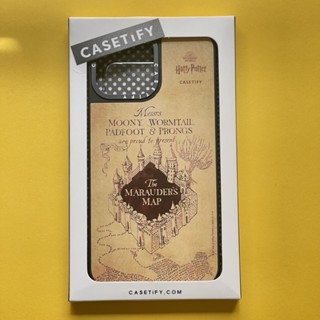 CASETiFY
Harry Potter
CASETIFY
Messrs
MOONY, WORMTAIL,
PADFOOT & PRONGS
are proud to present
The
MARAUDER'S
MAP
CASETiFY.COM